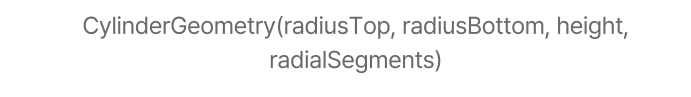 CylinderGeometry(radiusTop, radiusBottom, height,
radialSegments)